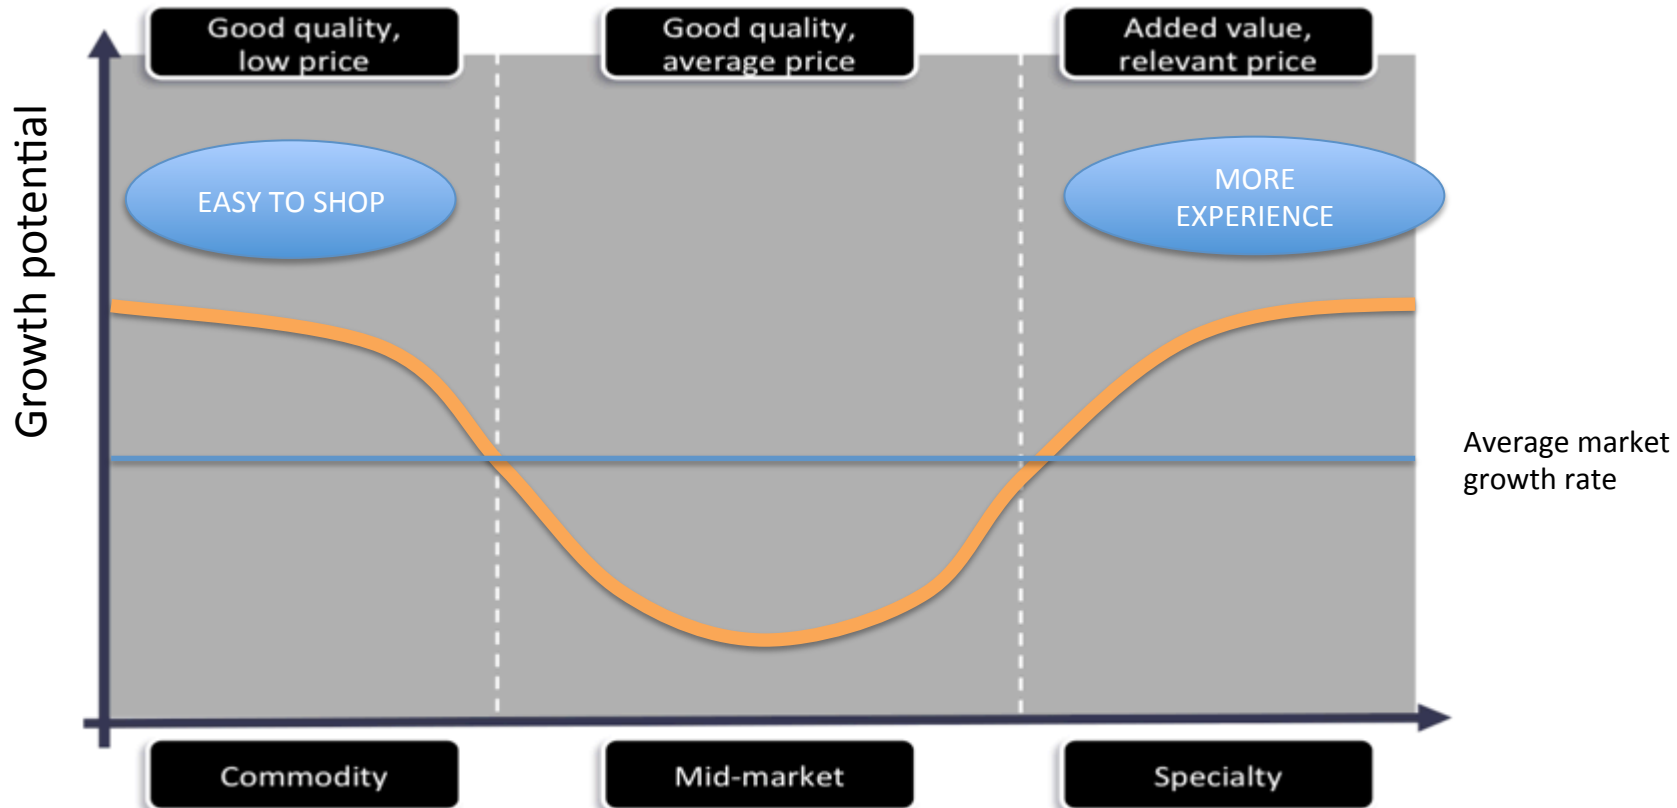 Good quality,
low price
Good quality,
average price
Added value,
relevant price
Growth potential
EASY TO SHOP
MORE
EXPERIENCE
Average market
growth rate
Commodity
Mid-market
Specialty